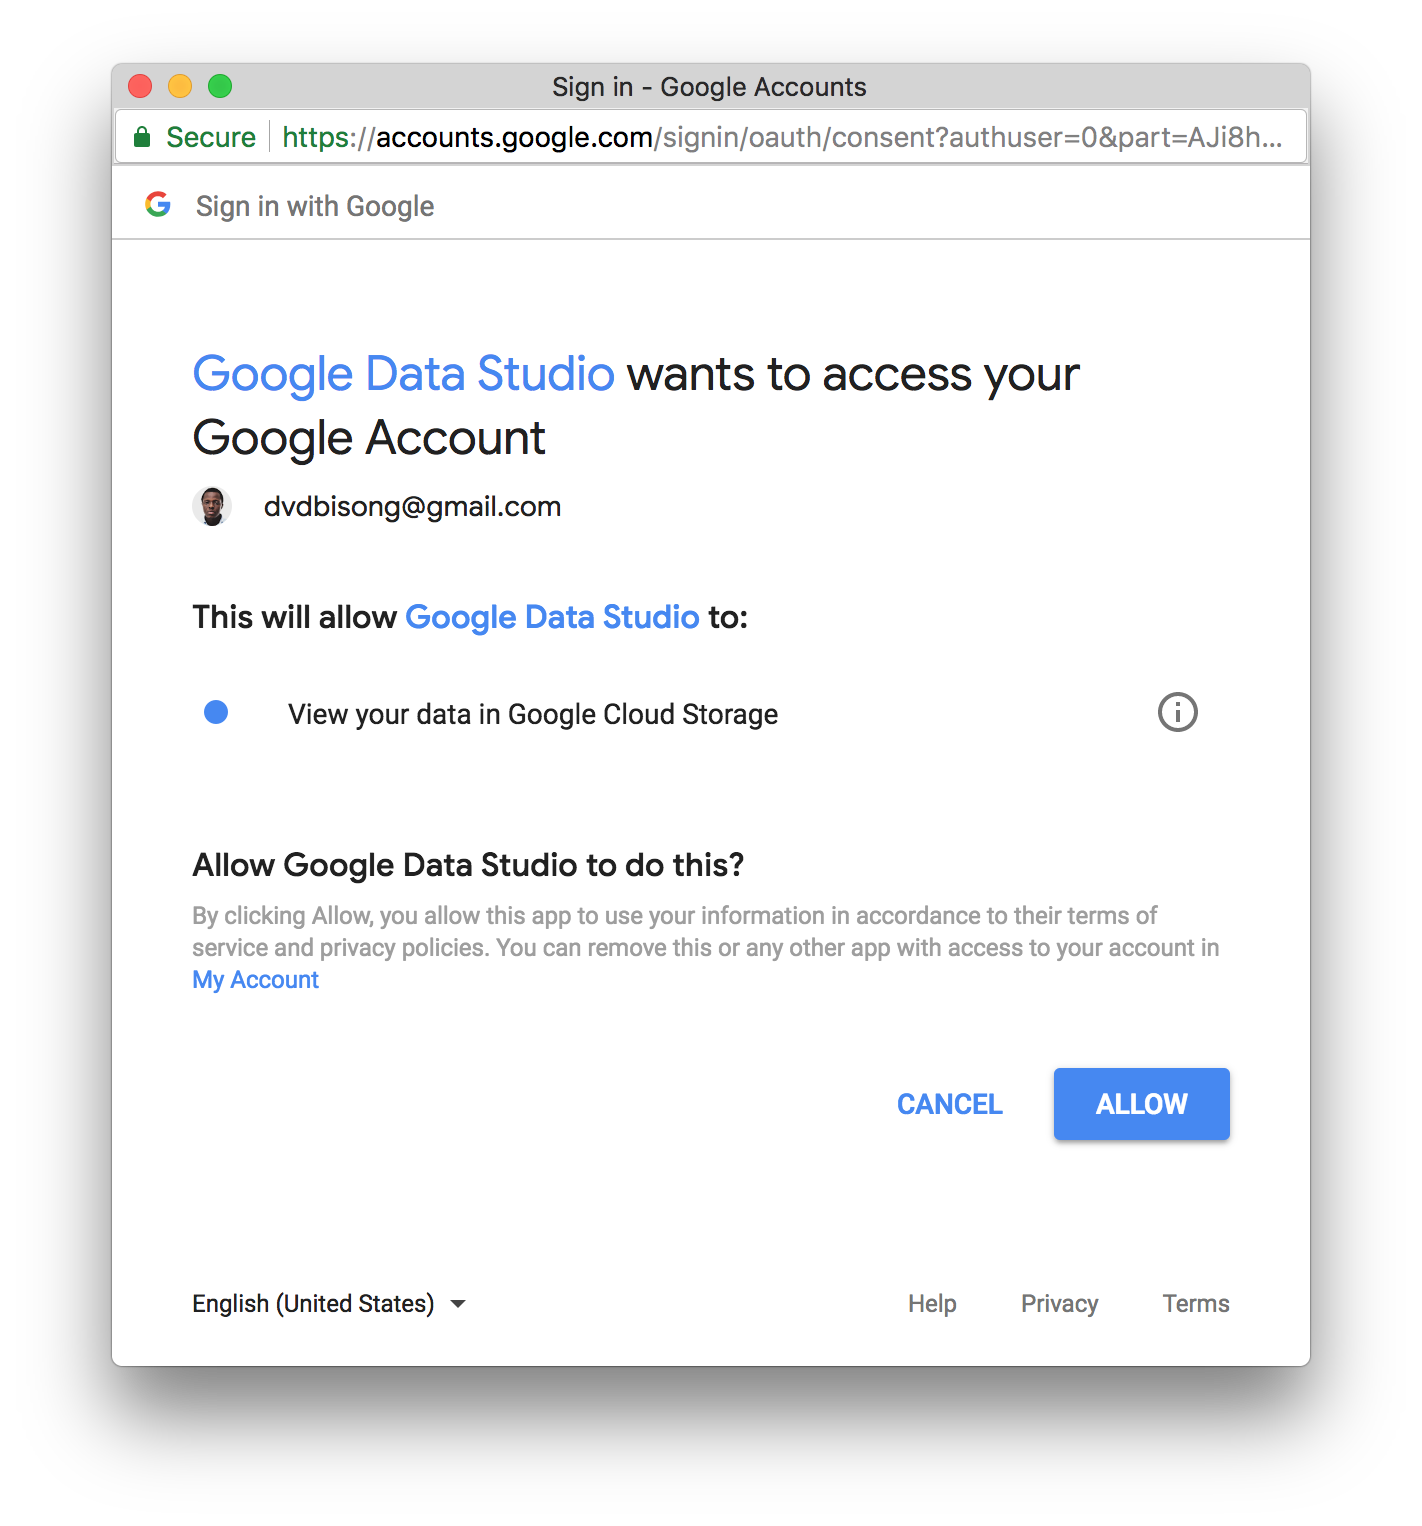 Sign in - Google Accounts
Secure https://accounts.google.com/signin/oauth/consent?authuser=0&part=AJi8h...
Sign in with Google
Google Data Studio wants to access your
Google Account
dvdbisong@gmail.com
This will allow Google Data Studio to:
View your data in Google Cloud Storage
Allow Google Data Studio to do this?
By clicking Allow, you allow this app to use your information in accordance to their terms of
service and privacy policies. You can remove this or any other app with access to your account in
My Account
CANCEL ALLOW
English (United States) Help Privacy Terms